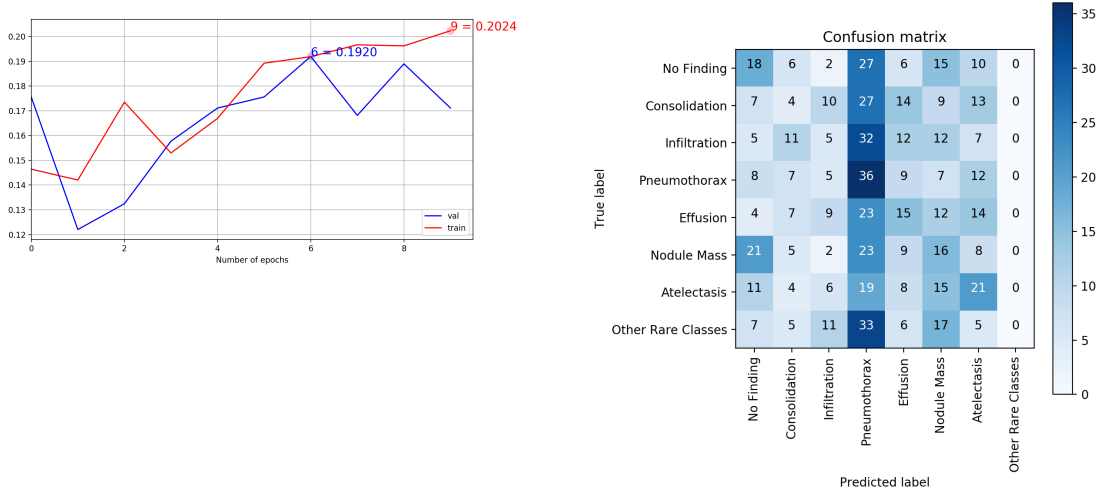 9 = 0.2024
6 = 0.1920
0.20
0.19
0.18
0.17
0.16
0.15
0.14
0.13
0.12
0 2 4 6 8
Number of epochs
val
train
Confusion matrix
True label
No Finding 18 6 2 27 6 15 10 0
Consolidation 7 4 10 27 14 9 13 0
Infiltration 5 11 5 32 12 12 7 0
Pneumothorax 8 7 5 36 9 7 12 0
Effusion 4 7 9 23 15 12 14 0
Nodule Mass 21 5 2 23 9 16 8 0
Atelectasis 11 4 6 19 8 15 21 0
Other Rare Classes 7 5 11 33 6 17 5 0
No Finding
Consolidation
Infiltration
Pneumothorax
Effusion
Nodule Mass
Atelectasis
Other Rare Classes
Predicted label
35
30
25
20
15
10
5
0